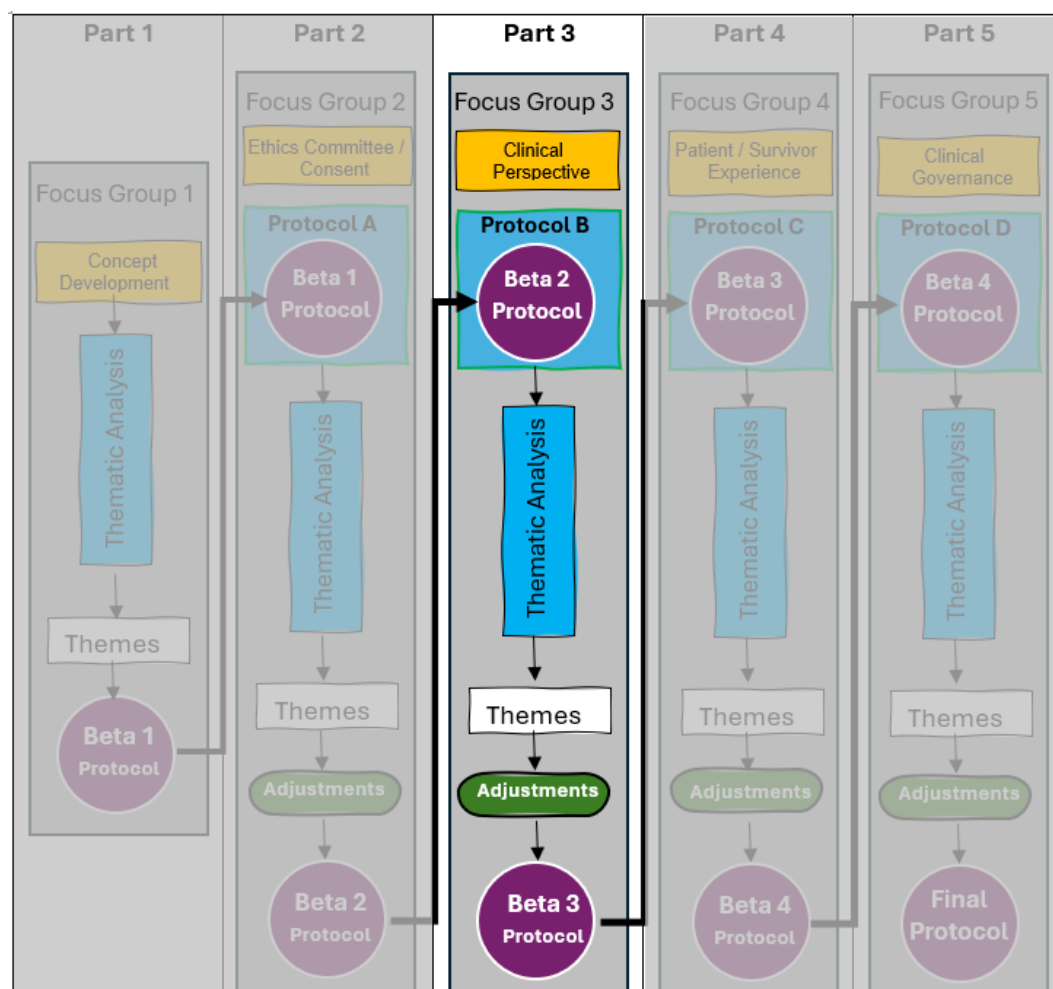 Part 1
Part 2
Part 3
Part 4
Part 5
Focus Group 1
Concept
Development
Thematic Analysis
Themes
Beta 1
Protocol
Focus Group 2
Ethics Committee /
Consent
Protocol A
Beta 1
Protocol
Thematic Analysis
Themes
Adjustments
Beta 2
Protocol
Focus Group 3
Clinical
Perspective
Protocol B
Beta 2
Protocol
Thematic Analysis
Themes
Adjustments
Beta 3
Protocol
Focus Group 4
Patient / Survivor
Experience
Protocol C
Beta 3
Protocol
Thematic Analysis
Themes
Adjustments
Beta 4
Protocol
Focus Group 5
Clinical
Governance
Protocol D
Beta 4
Protocol
Thematic Analysis
Themes
Adjustments
Final
Protocol